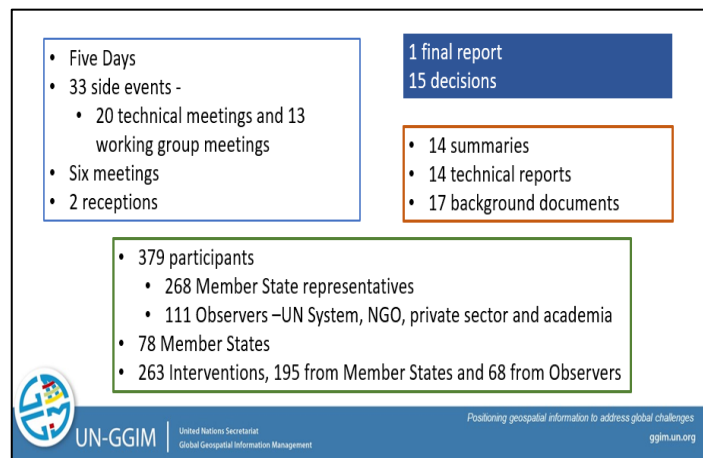 • Five Days
• 33 side events -
• 20 technical meetings and 13
working group meetings
• Six meetings
• 2 receptions
1 final report
15 decisions
• 14 summaries
• 14 technical reports
• 17 background documents
• 379 participants
• 268 Member State representatives
• 111 Observers –UN System, NGO, private sector and academia
• 78 Member States
• 263 Interventions, 195 from Member States and 68 from Observers
UN-GGIM
United Nations Secretariat
Global Geospatial Information Management
Positioning geospatial information to address global challenges
ggim.un.org